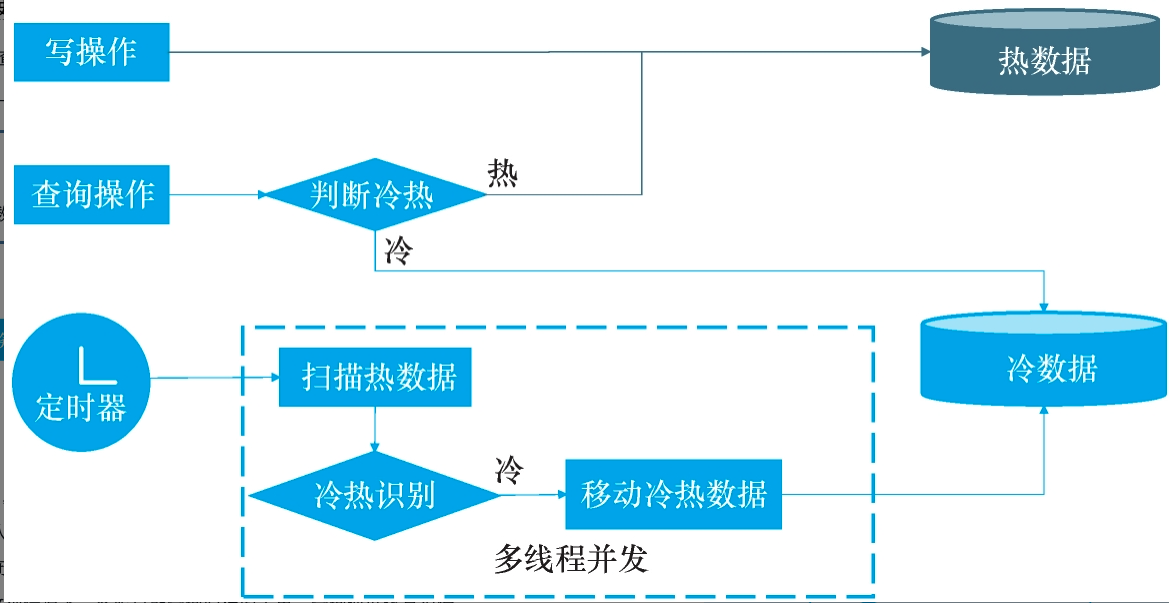 写操作
热数据
查询操作
判断冷热
热
冷
冷数据
定时器
扫描热数据
冷热识别
冷
移动冷热数据
多线程并发